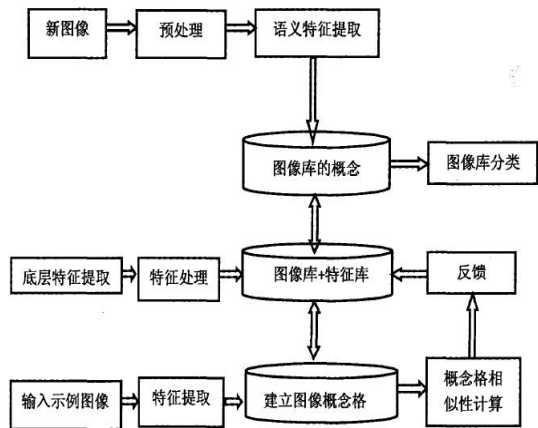 新图像
预处理
语义特征提取
图像库的概念
图像库分类
底层特征提取
特征处理
图像库+特征库
反馈
输入示例图像
特征提取
建立图像概念格
概念格相
似性计算